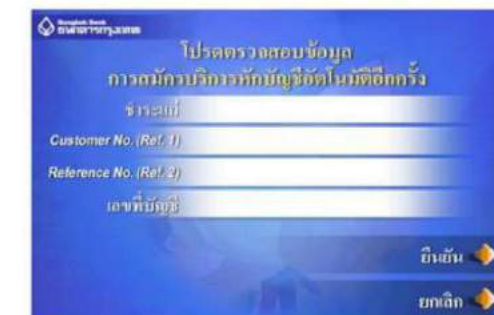 Bangkok Bank
ธนาคารกรุงเทพ
โปรดตรวจสอบข้อมูล
การสมัครบริการหักบัญชีอัตโนมัติอีกครั้ง
ชำระแก่
Customer No. (Ref. 1)
Reference No. (Ref. 2)
เลขที่บัญชี
ยืนยัน
ยกเลิก